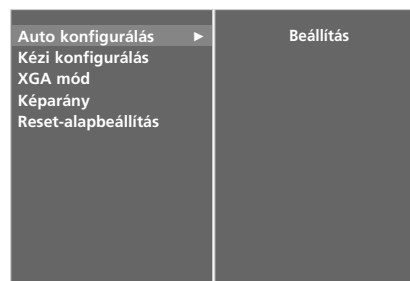 Auto konfigurálás ► Beállítás
Kézi konfigurálás
XGA mód
Képarány
Reset-alapbeállítás